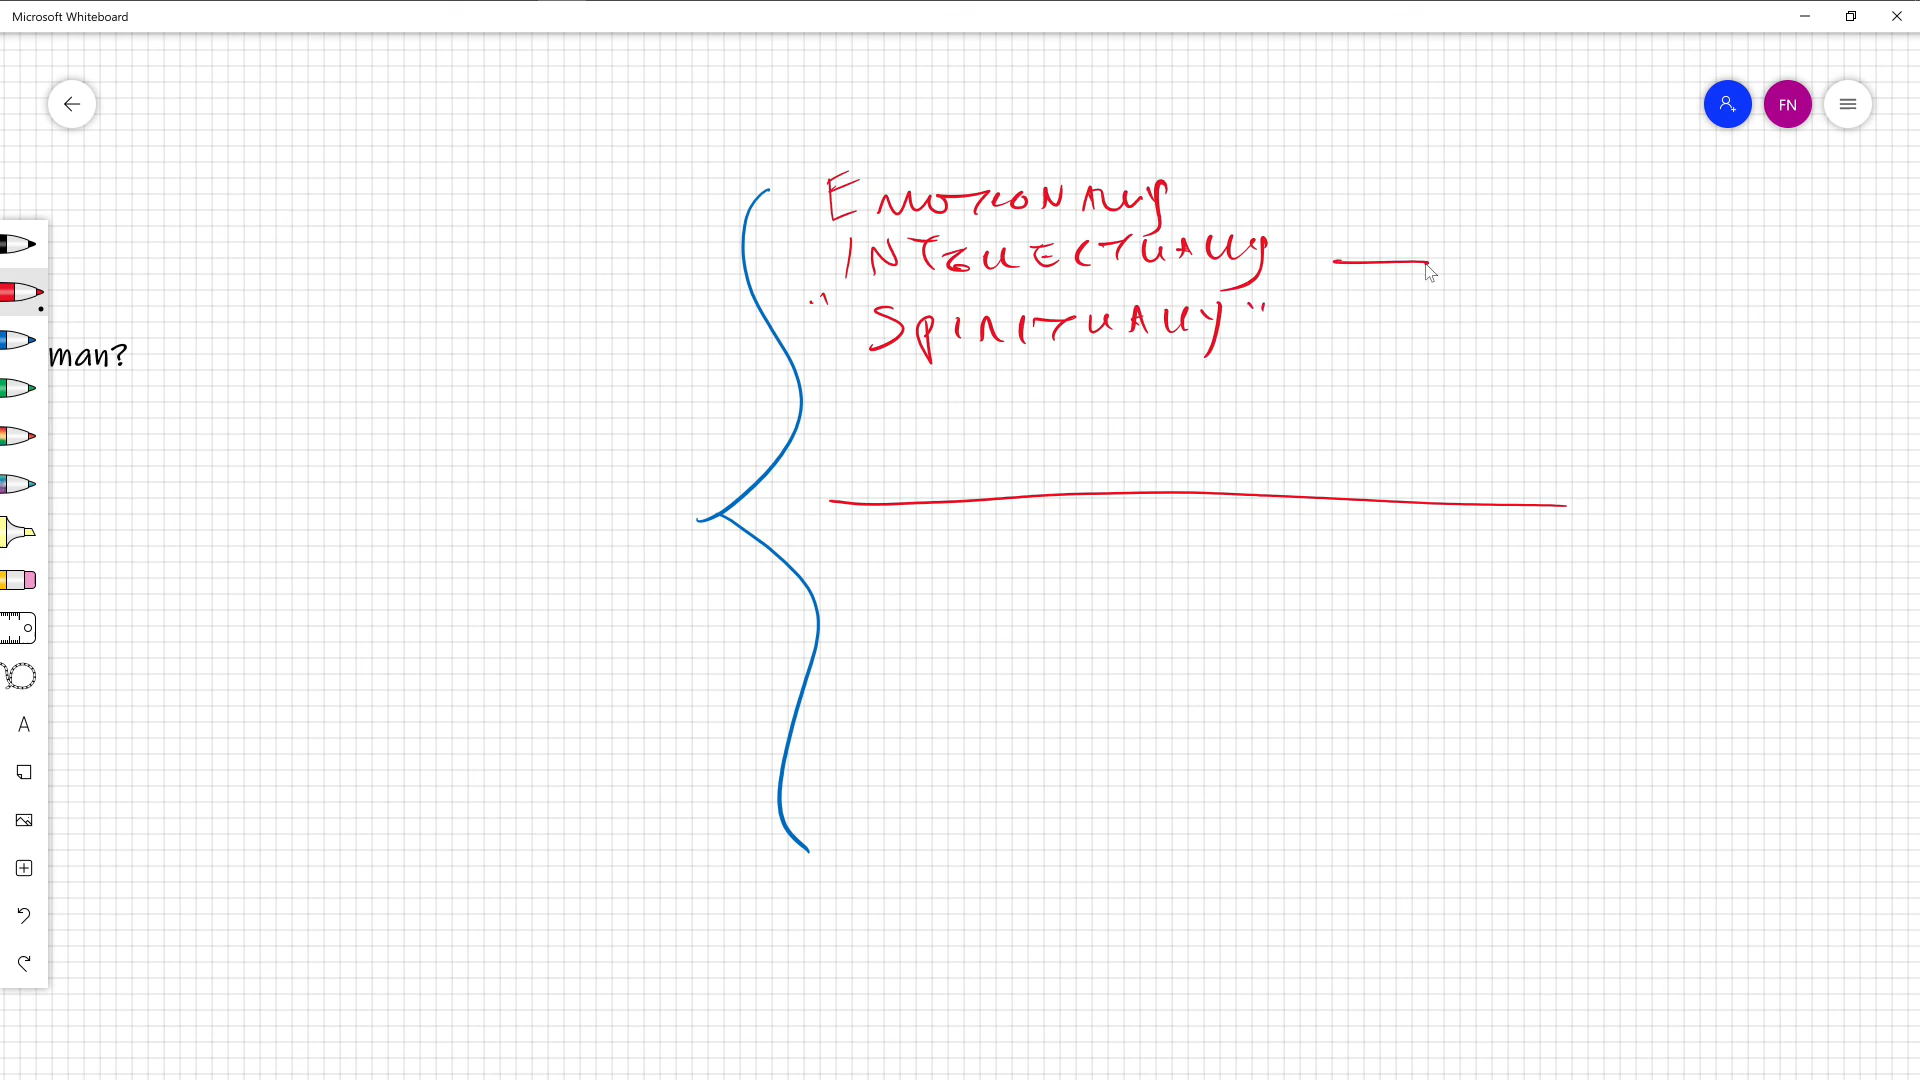 Microsoft Whiteboard
FN
EMOTIONALLY
INTELLECTUALLY
"SPIRITUALLY"
man?
A